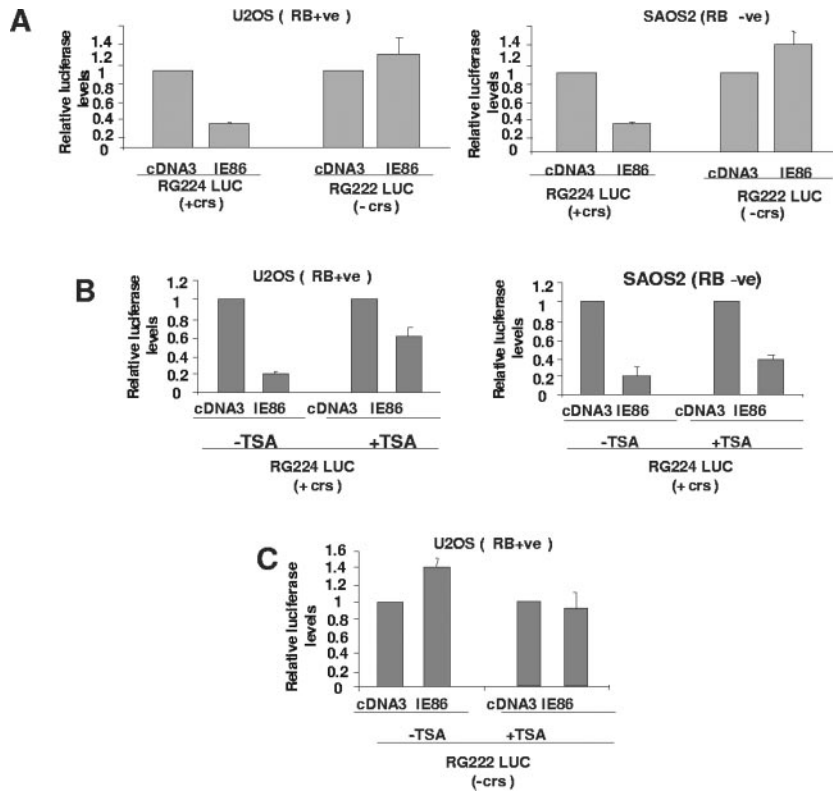 A
U2OS ( RB+ve)
Relative luciferase levels
1.4
1.2
1
0.8
0.6
0.4
0.2
0
cDNA3 IE86
cDNA3 IE86
RG224 LUC
(+crs)
RG222 LUC
(- crs)
SAOS2 (RB -ve)
Relative luciferase levels
1.4
1.2
1
0.8
0.6
0.4
0.2
0
cDNA3 IE86
cDNA3 IE86
RG224 LUC
(+crs)
RG222 LUC
(-crs)
B
U2OS ( RB+ve )
Relative luciferase levels
1.2
1
0.8
0.6
0.4
0.2
0
cDNA3 IE86
cDNA3 IE86
-TSA
+TSA
RG224 LUC
(+ crs)
SAOS2 (RB -ve)
Relative luciferase levels
1.2
1
0.8
0.6
0.4
0.2
0
cDNA3 IE86
cDNA3 IE86
-TSA
+TSA
RG224 LUC
(+ crs)
C
U2OS ( RB+ve )
Relative luciferase levels
1.6
1.4
1.2
1
0.8
0.6
0.4
0.2
0
cDNA3 IE86
cDNA3 IE86
-TSA
+TSA
RG222 LUC
(-crs)